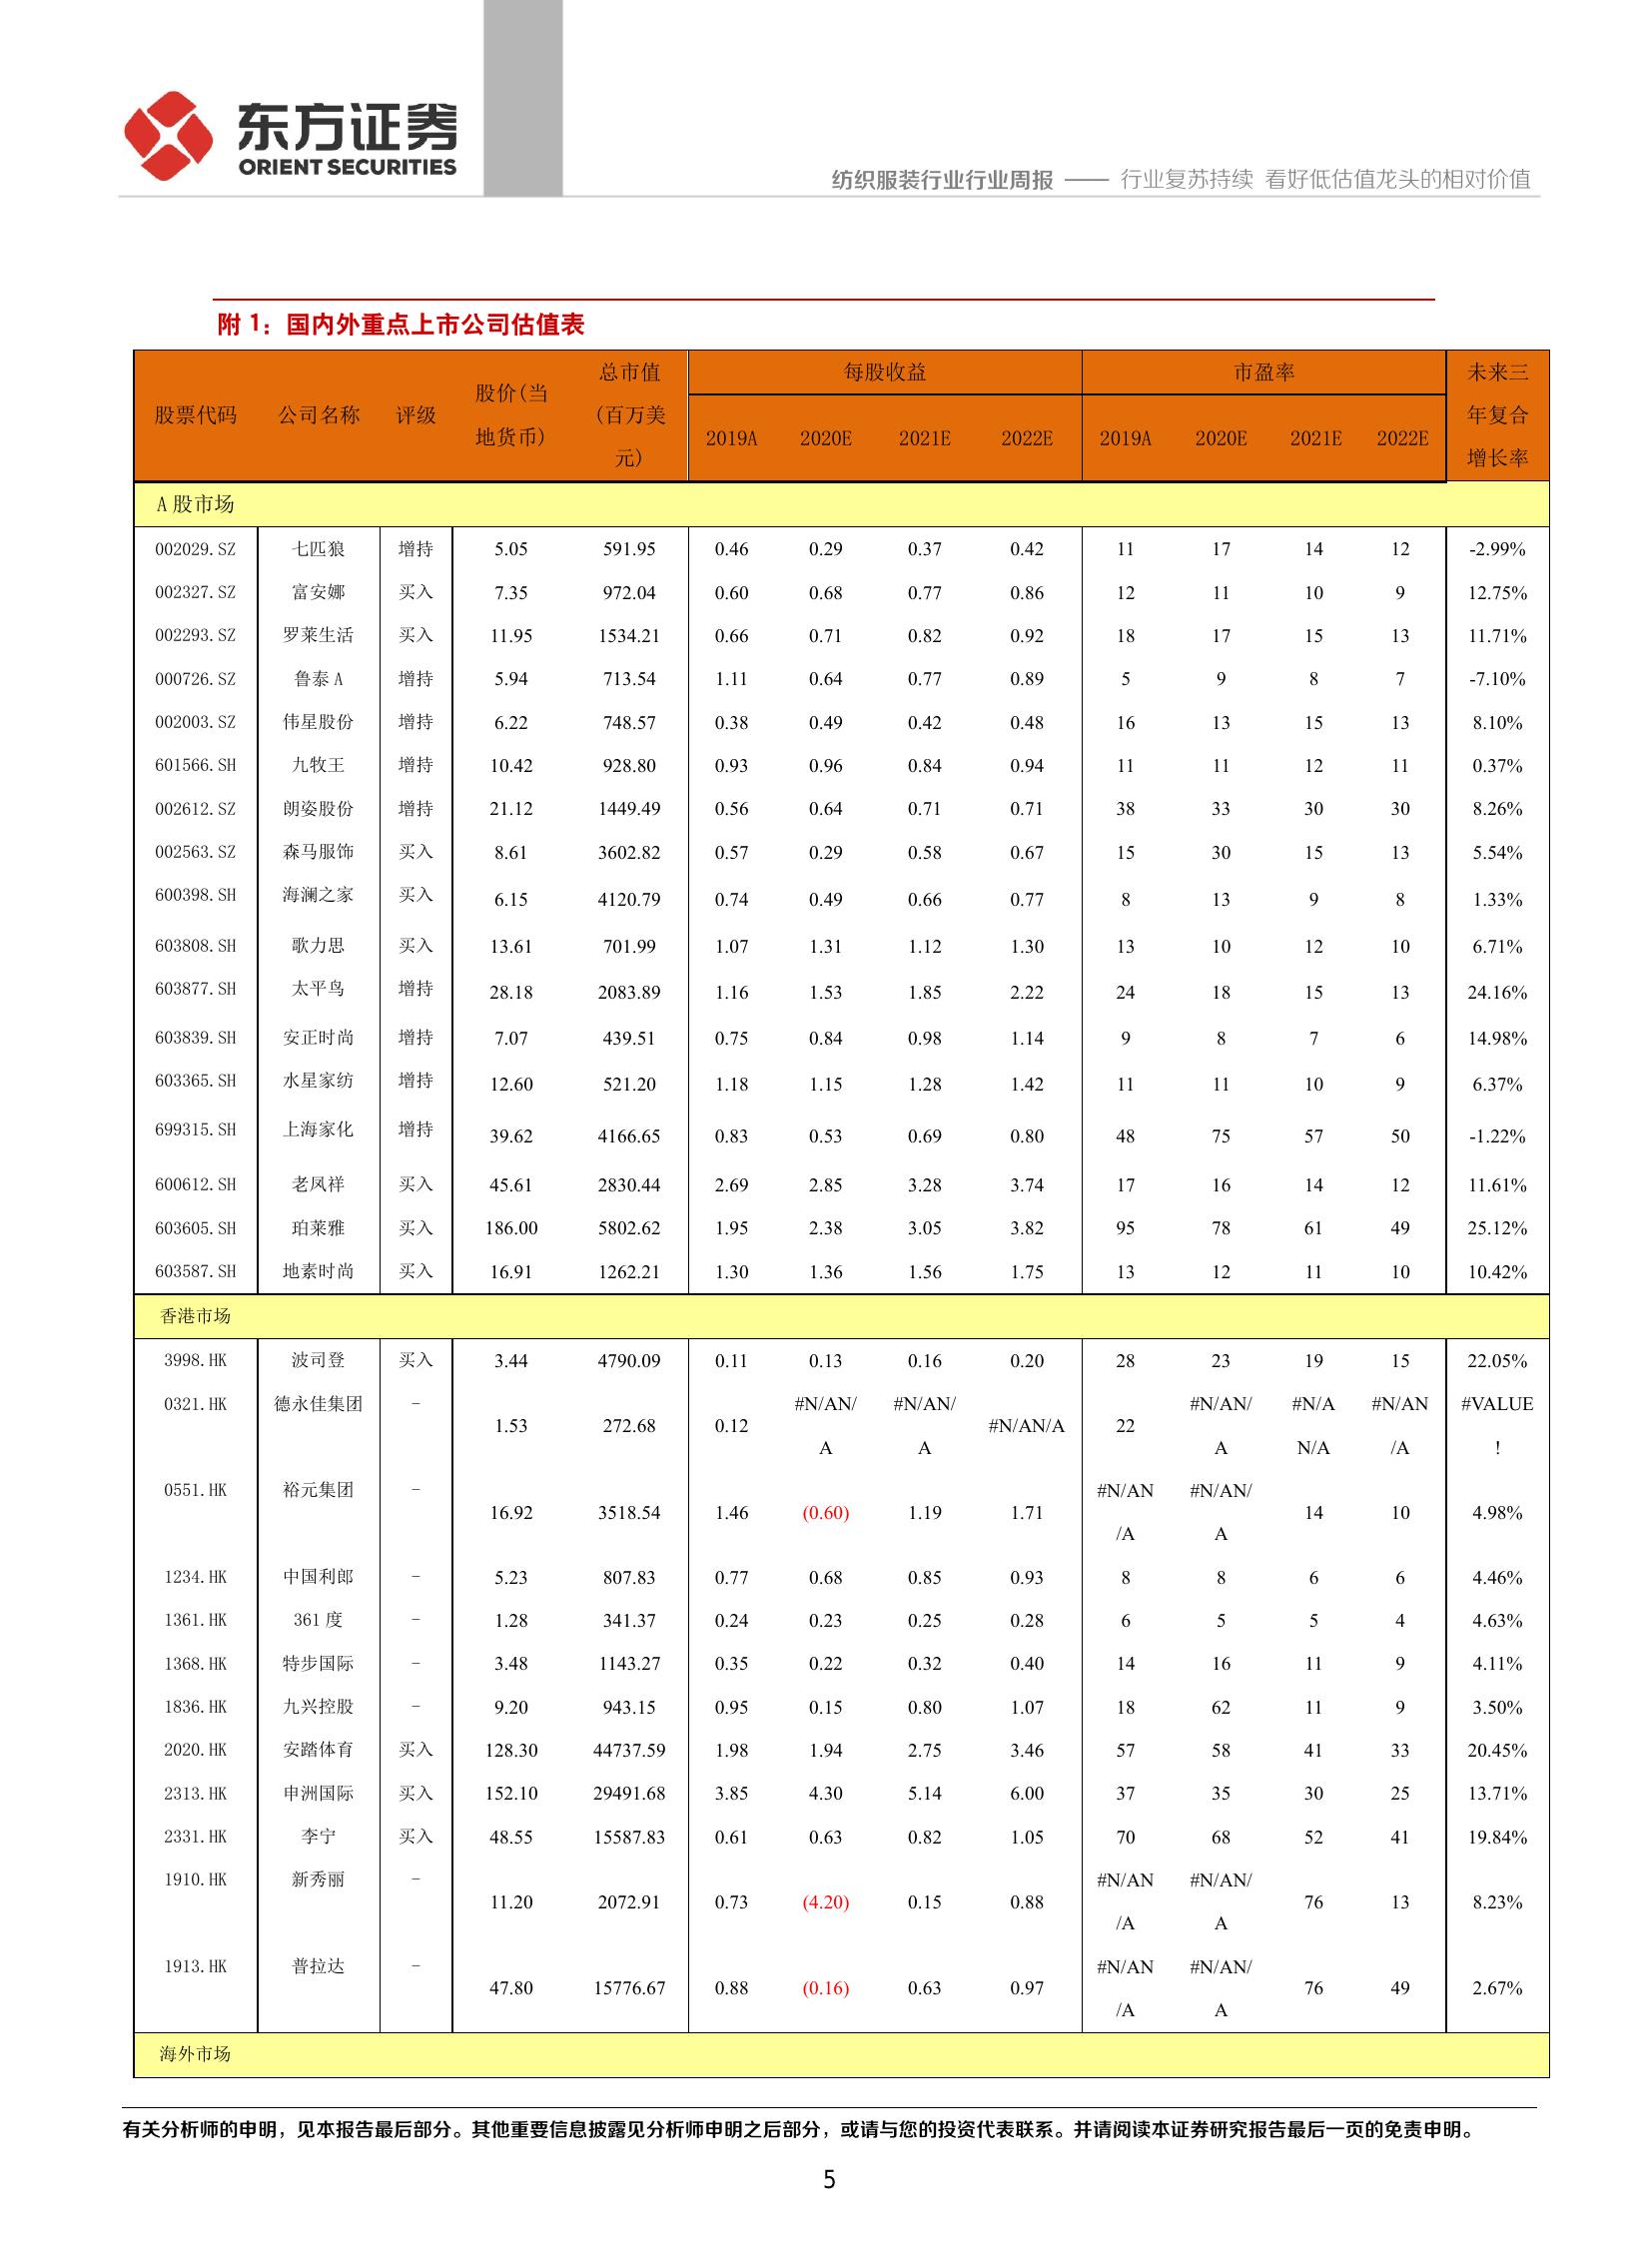 东方证券
ORIENT SECURITIES
纺织服装行业行业周报 —— 行业复苏持续 看好低估值龙头的相对价值
附 1：国内外重点上市公司估值表
股票代码 公司名称 评级 股价(当地货币) 总市值(百万美元) 每股收益 市盈率 未来三年复合增长率
2019A 2020E 2021E 2022E 2019A 2020E 2021E 2022E
A 股市场
002029.SZ 七匹狼 增持 5.05 591.95 0.46 0.29 0.37 0.42 11 17 14 12 -2.99%
002327.SZ 富安娜 买入 7.35 972.04 0.60 0.68 0.77 0.86 12 11 10 9 12.75%
002293.SZ 罗莱生活 买入 11.95 1534.21 0.66 0.71 0.82 0.92 18 17 15 13 11.71%
000726.SZ 鲁泰 A 增持 5.94 713.54 1.11 0.64 0.77 0.89 5 9 8 7 -7.10%
002003.SZ 伟星股份 增持 6.22 748.57 0.38 0.49 0.42 0.48 16 13 15 13 8.10%
601566.SH 九牧王 增持 10.42 928.80 0.93 0.96 0.84 0.94 11 11 12 11 0.37%
002612.SZ 朗姿股份 增持 21.12 1449.49 0.56 0.64 0.71 0.71 38 33 30 30 8.26%
002563.SZ 森马服饰 买入 8.61 3602.82 0.57 0.29 0.58 0.67 15 30 15 13 5.54%
600398.SH 海澜之家 买入 6.15 4120.79 0.74 0.49 0.66 0.77 8 13 9 8 1.33%
603808.SH 歌力思 买入 13.61 701.99 1.07 1.31 1.12 1.30 13 10 12 10 6.71%
603877.SH 太平鸟 增持 28.18 2083.89 1.16 1.53 1.85 2.22 24 18 15 13 24.16%
603839.SH 安正时尚 增持 7.07 439.51 0.75 0.84 0.98 1.14 9 8 7 6 14.98%
603365.SH 水星家纺 增持 12.60 521.20 1.18 1.15 1.28 1.42 11 11 10 9 6.37%
699315.SH 上海家化 增持 39.62 4166.65 0.83 0.53 0.69 0.80 48 75 57 50 -1.22%
600612.SH 老凤祥 买入 45.61 2830.44 2.69 2.85 3.28 3.74 17 16 14 12 11.61%
603605.SH 珀莱雅 买入 186.00 5802.62 1.95 2.38 3.05 3.82 95 78 61 49 25.12%
603587.SH 地素时尚 买入 16.91 1262.21 1.30 1.36 1.56 1.75 13 12 11 10 10.42%
香港市场
3998.HK 波司登 买入 3.44 4790.09 0.11 0.13 0.16 0.20 28 23 19 15 22.05%
0321.HK 德永佳集团 - 1.53 272.68 0.12 #N/AN/A #N/AN/A #N/AN/A 22 #N/AN/A #N/AN/A #N/AN/A #VALUE!
0551.HK 裕元集团 - 16.92 3518.54 1.46 (0.60) 1.19 1.71 #N/AN/A #N/AN/A 14 10 4.98%
1234.HK 中国利郎 - 5.23 807.83 0.77 0.68 0.85 0.93 8 8 6 6 4.46%
1361.HK 361 度 - 1.28 341.37 0.24 0.23 0.25 0.28 6 5 5 4 4.63%
1368.HK 特步国际 - 3.48 1143.27 0.35 0.22 0.32 0.40 14 16 11 9 4.11%
1836.HK 九兴控股 - 9.20 943.15 0.95 0.15 0.80 1.07 18 62 11 9 3.50%
2020.HK 安踏体育 买入 128.30 44737.59 1.98 1.94 2.75 3.46 57 58 41 33 20.45%
2313.HK 申洲国际 买入 152.10 29491.68 3.85 4.30 5.14 6.00 37 35 30 25 13.71%
2331.HK 李宁 买入 48.55 15587.83 0.61 0.63 0.82 1.05 70 68 52 41 19.84%
1910.HK 新秀丽 - 11.20 2072.91 0.73 (4.20) 0.15 0.88 #N/AN/A #N/AN/A 76 13 8.23%
1913.HK 普拉达 - 47.80 15776.67 0.88 (0.16) 0.63 0.97 #N/AN/A #N/AN/A 76 49 2.67%
海外市场
有关分析师的申明，见本报告最后部分。其他重要信息披露见分析师申明之后部分，或请与您的投资代表联系。并请阅读本证券研究报告最后一页的免责申明。
5